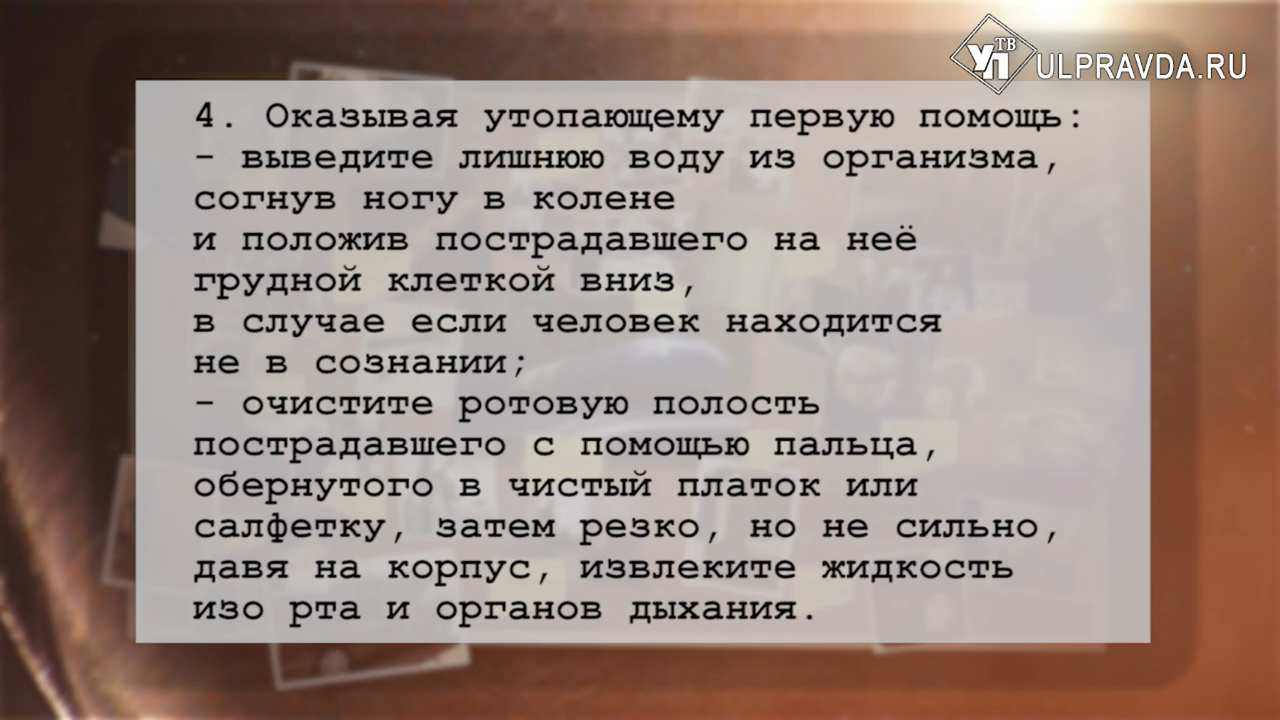 УП ТВ ULPRAVDA.RU
4. Оказывая утопающему первую помощь:
- выведите лишнюю воду из организма,
согнув ногу в колене
и положив пострадавшего на неё
грудной клеткой вниз,
в случае если человек находится
не в сознании;
- очистите ротовую полость
пострадавшего с помощью пальца,
обернутого в чистый платок или
салфетку, затем резко, но не сильно,
давя на корпус, извлеките жидкость
изо рта и органов дыхания.